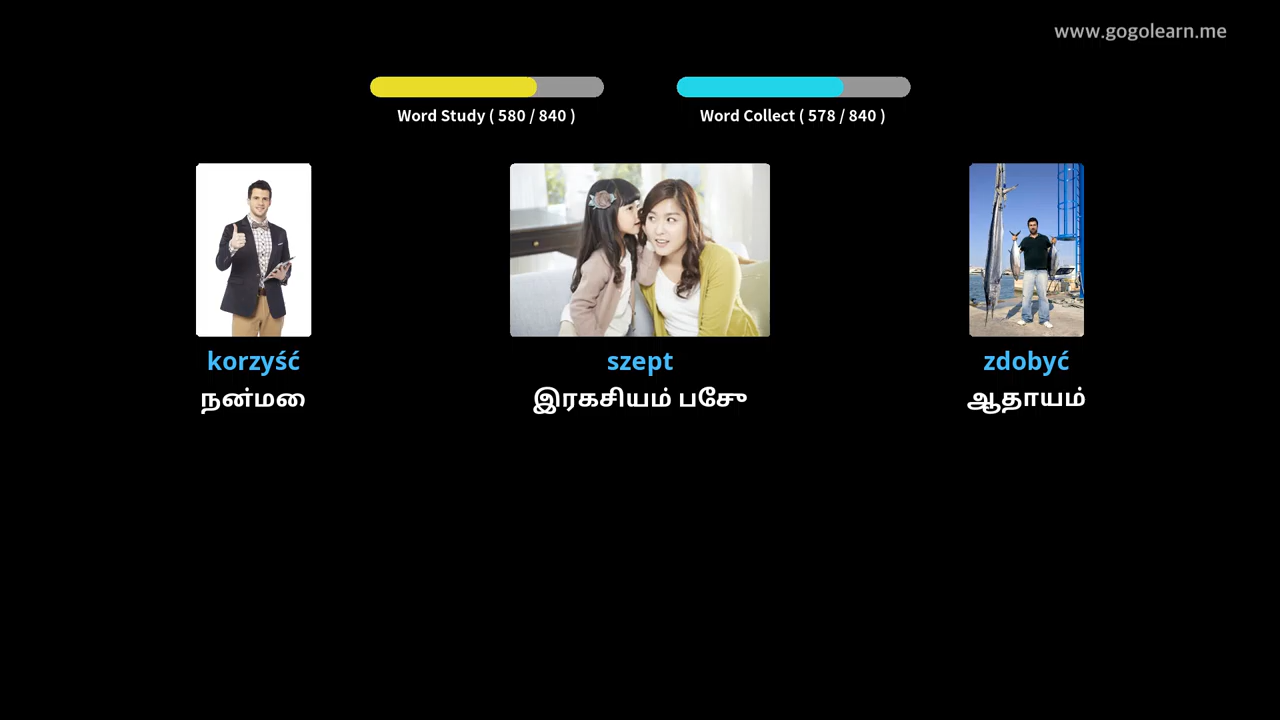 www.gogolearn.me
Word Study ( 580 / 840 )
Word Collect ( 578 / 840 )
korzyść
szept
zdobyć
நன்மை
இரகசியம் பேசு
ஆதாயம்